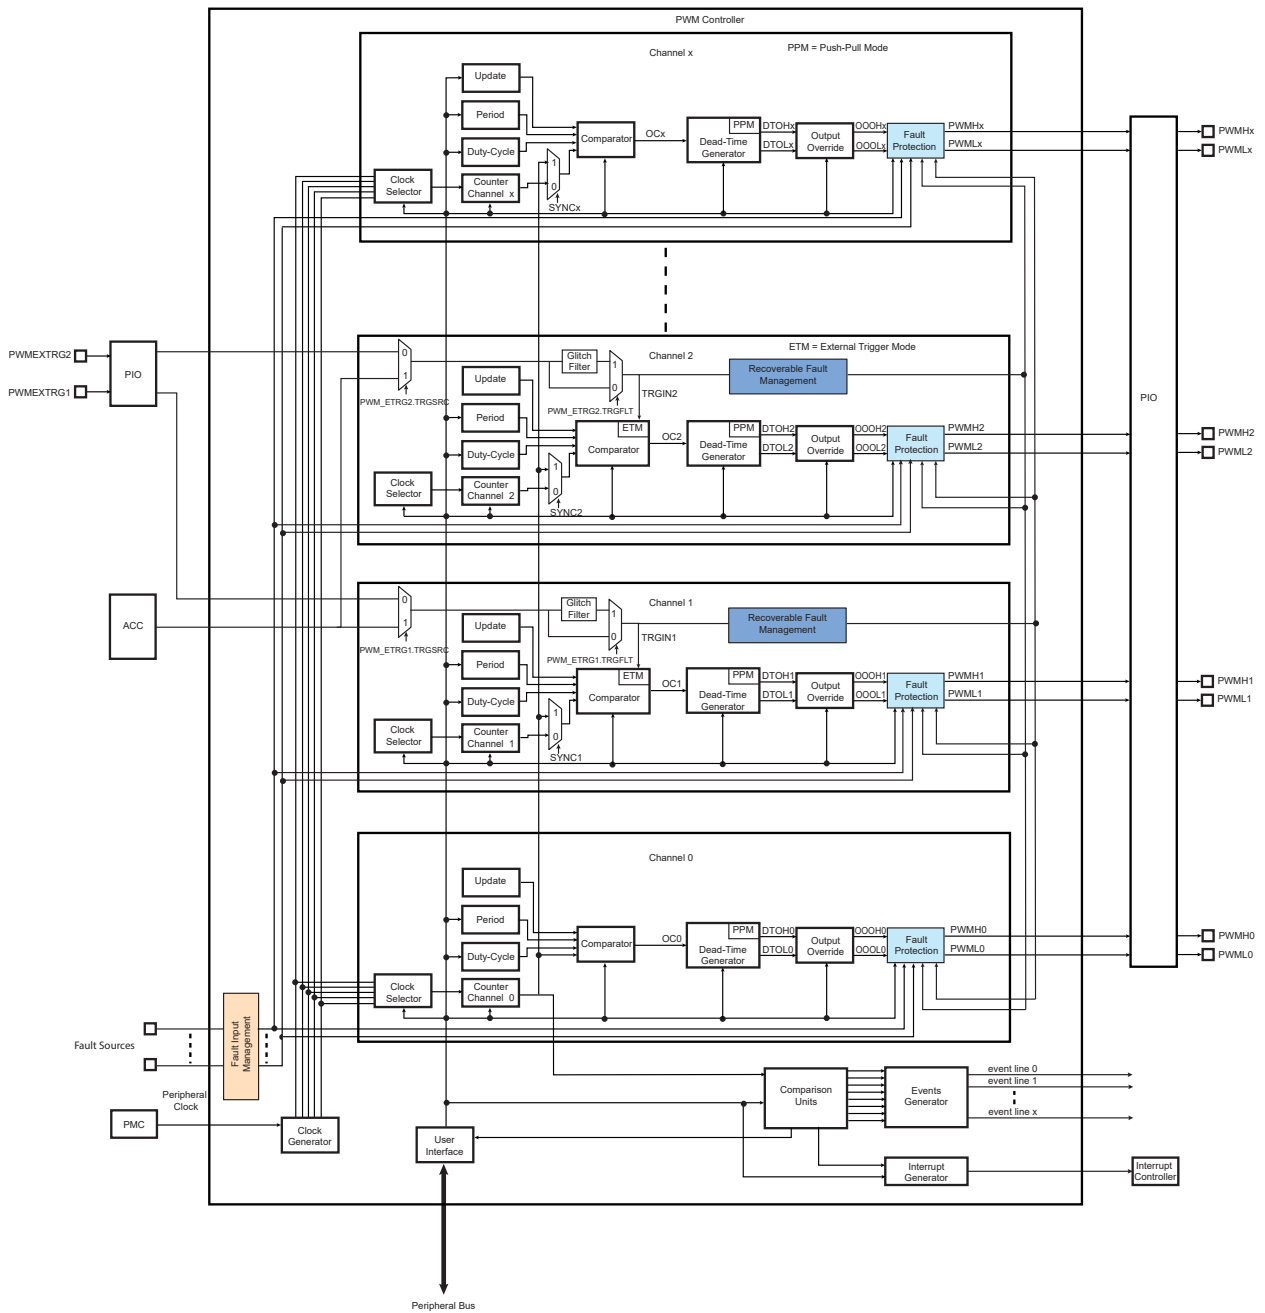 PWM Controller
Channel x
PPM = Push-Pull Mode
Update
Period
Duty-Cycle
Clock
Selector
Counter
Channel x
1
0
SYNCx
Comparator
OCx
PPM
Dead-Time
Generator
DTOHx
DTOLx
Output
Override
OOOHx
OOOLx
Fault
Protection
PWMHx
PWMLx
PWMHx
PWMLx
PIO
PWMEXTRG2
PWMEXTRG1
PIO
ETM = External Trigger Mode
Channel 2
0
1
PWM_ETRG2.TRGSRC
Glitch
Filter
1
0
PWM_ETRG2.TRGFLT
TRGIN2
Recoverable Fault
Management
Update
Period
Duty-Cycle
Clock
Selector
Counter
Channel 2
1
0
SYNC2
ETM
Comparator
OC2
PPM
Dead-Time
Generator
DTOH2
DTOL2
Output
Override
OOOH2
OOOL2
Fault
Protection
PWMH2
PWML2
PWMH2
PWML2
ACC
Channel 1
0
1
PWM_ETRG1.TRGSRC
Glitch
Filter
1
0
PWM_ETRG1.TRGFLT
TRGIN1
Recoverable Fault
Management
Update
Period
Duty-Cycle
Clock
Selector
Counter
Channel 1
1
0
SYNC1
ETM
Comparator
OC1
PPM
Dead-Time
Generator
DTOH1
DTOL1
Output
Override
OOOH1
OOOL1
Fault
Protection
PWMH1
PWML1
PWMH1
PWML1
Channel 0
Update
Period
Duty-Cycle
Clock
Selector
Counter
Channel 0
Comparator
OC0
PPM
Dead-Time
Generator
DTOH0
DTOL0
Output
Override
OOOH0
OOOL0
Fault
Protection
PWMH0
PWML0
PWMH0
PWML0
Fault Sources
Fault Input
Management
Peripheral
Clock
PMC
Clock
Generator
User
Interface
Comparison
Units
Events
Generator
event line 0
event line 1
event line x
Interrupt
Generator
Interrupt
Controller
Peripheral Bus